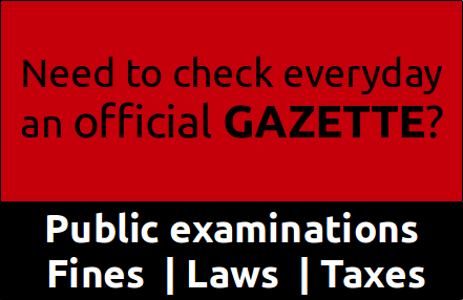 Need to check everyday
an official GAZETTE?
Public examinations
Fines | Laws | Taxes